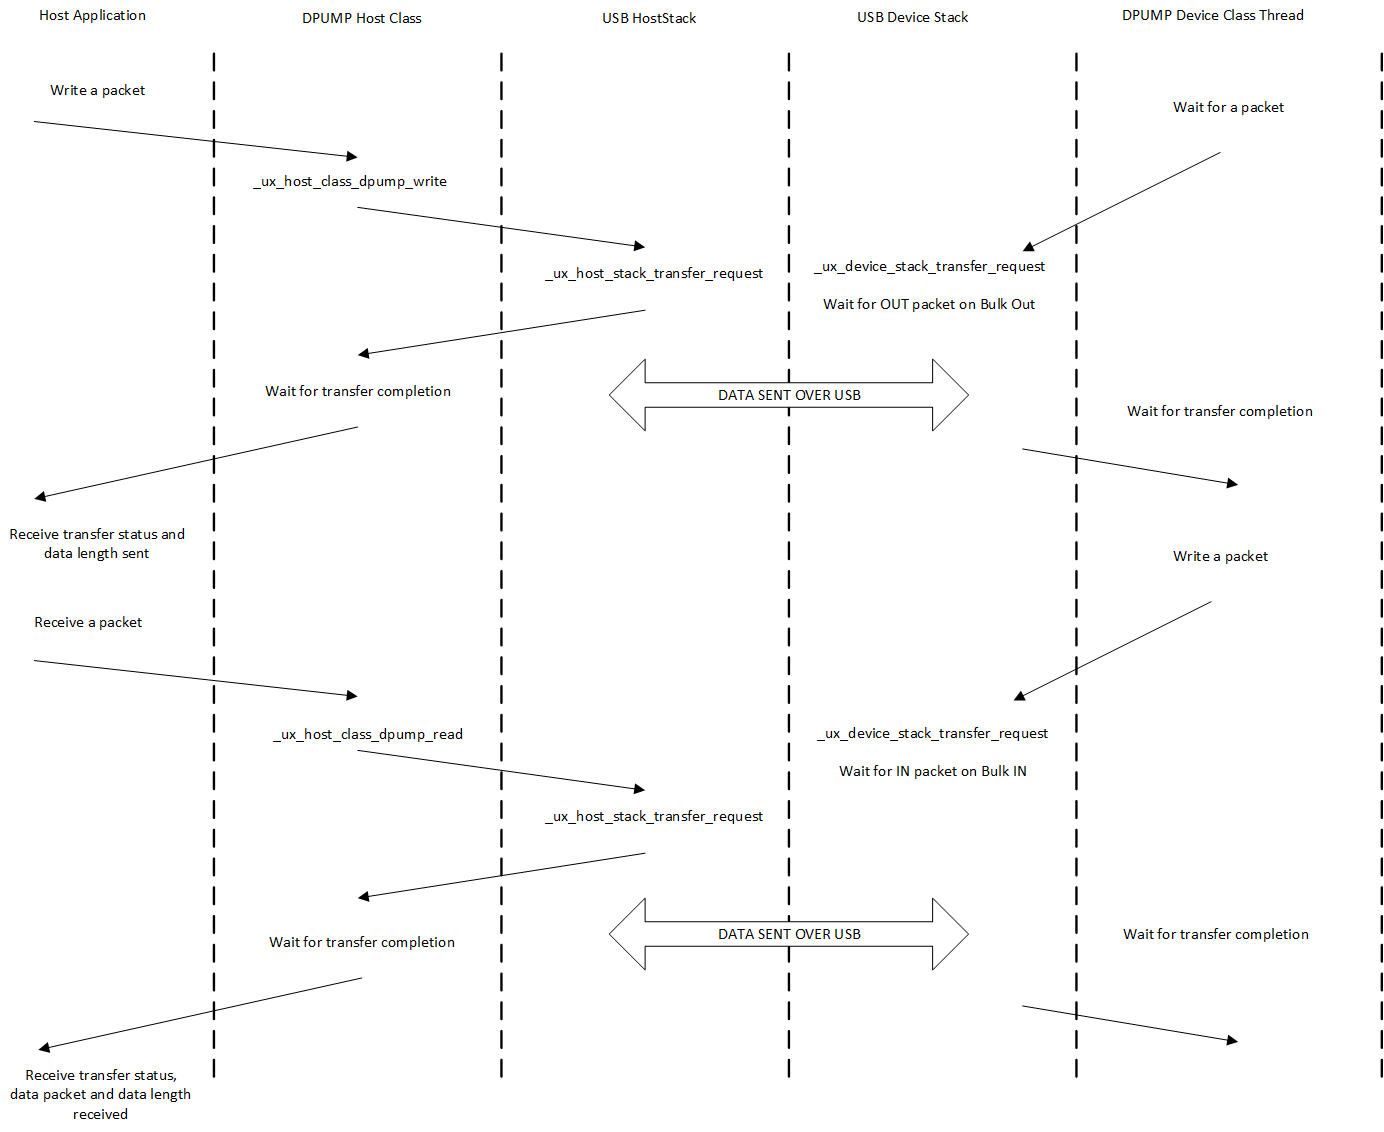 Host Application
DPUMP Host Class
USB HostStack
USB Device Stack
DPUMP Device Class Thread
Write a packet
Wait for a packet
_ux_host_class_dpump_write
_ux_host_stack_transfer_request
_ux_device_stack_transfer_request
Wait for OUT packet on Bulk Out
Wait for transfer completion
DATA SENT OVER USB
Wait for transfer completion
Receive transfer status and
data length sent
Write a packet
Receive a packet
_ux_host_class_dpump_read
_ux_device_stack_transfer_request
Wait for IN packet on Bulk IN
_ux_host_stack_transfer_request
Wait for transfer completion
DATA SENT OVER USB
Wait for transfer completion
Receive transfer status,
data packet and data length
received